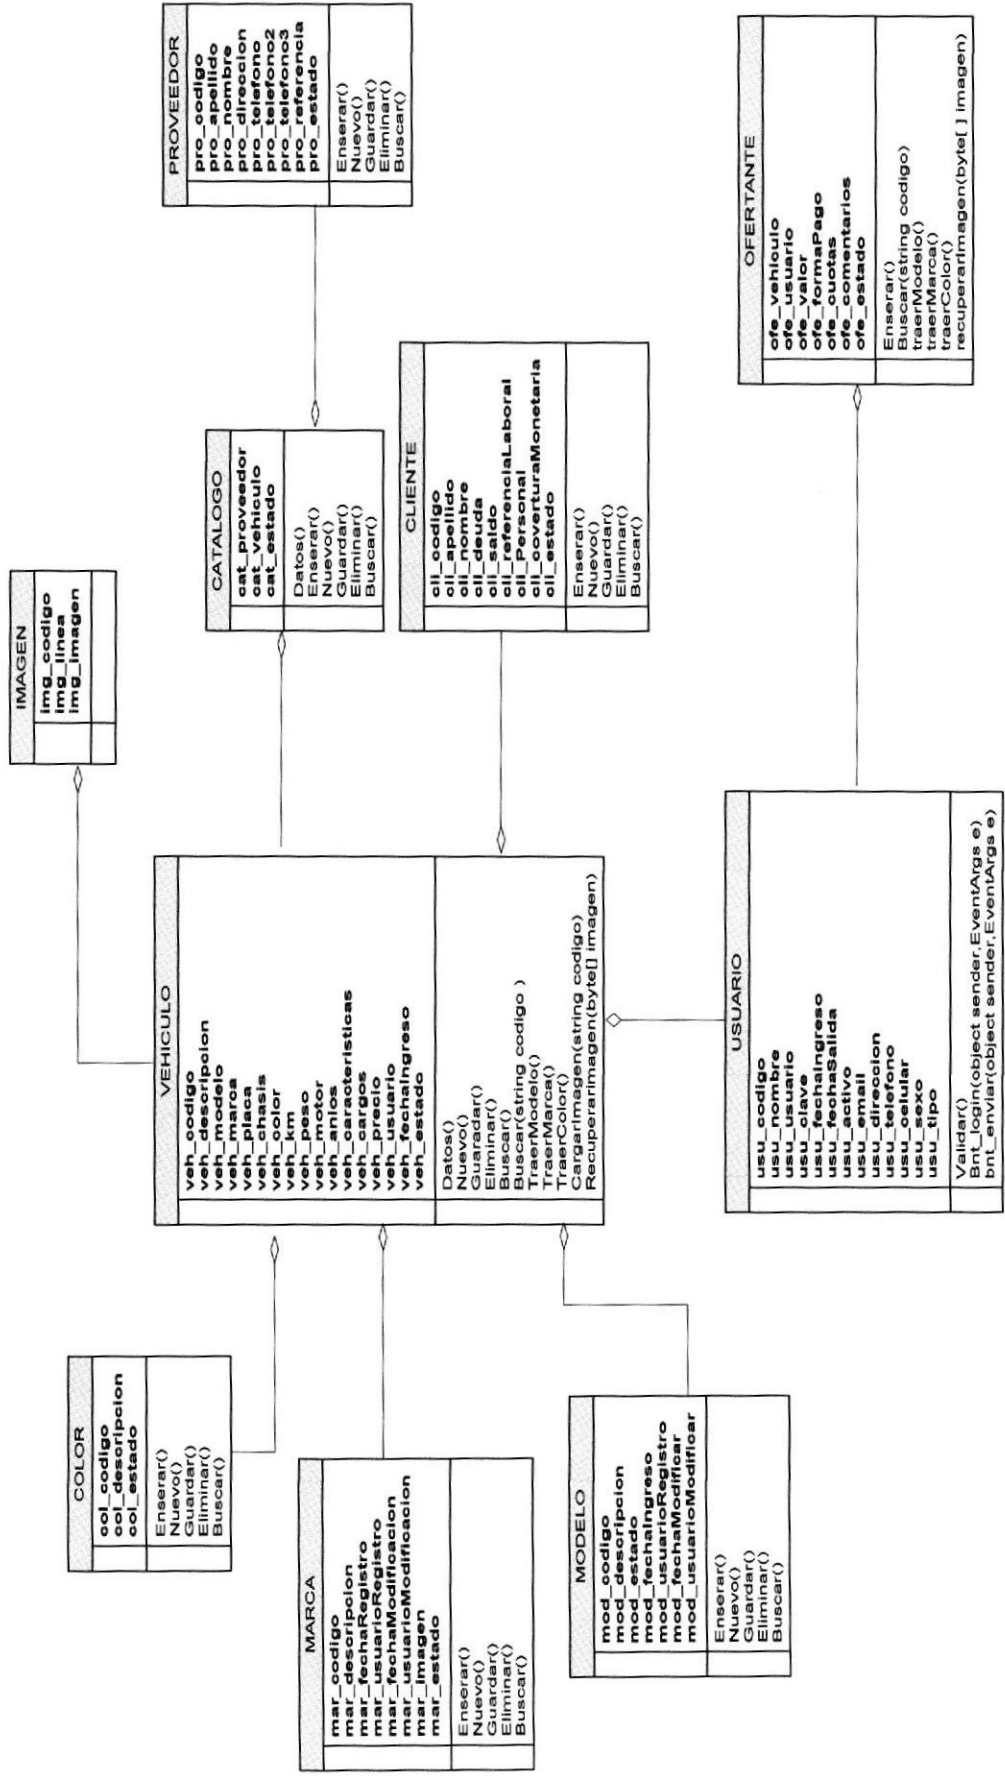 COLOR
col_codigo
col_descripcion
col_estado
Enserar()
Nuevo()
Guardar()
Eliminar()
Buscar()
MARCA
mar_codigo
mar_descripcion
mar_fechaRegistro
mar_usuarioRegistro
mar_fechaModificacion
mar_usuarioModificacion
mar_imagen
mar_estado
Enserar()
Nuevo()
Guardar()
Eliminar()
Buscar()
MODELO
mod_codigo
mod_descripcion
mod_estado
mod_fechaIngreso
mod_usuarioRegistro
mod_fechaModificar
mod_usuarioModificar
Enserar()
Nuevo()
Guardar()
Eliminar()
Buscar()
VEHICULO
veh_codigo
veh_descripcion
veh_modelo
veh_marca
veh_placa
veh_chasis
veh_color
veh_km
veh_peso
veh_motor
veh_anios
veh_caracteristicas
veh_cargos
veh_precio
veh_usuario
veh_fechaIngreso
veh_estado
Datos()
Nuevo()
Guaradar()
Eliminar()
Buscar()
Buscar(string codigo )
TraerModelo()
TraerMarca()
TraerColor()
CargarImagen(string codigo)
Recuperarimagen(byte[] imagen)
USUARIO
usu_codigo
usu_nombre
usu_usuario
usu_clave
usu_fechaIngreso
usu_fechaSalida
usu_activo
usu_email
usu_direccion
usu_telefono
usu_celular
usu_sexo
usu_tipo
Validar()
Bnt_login(object sender,EventArgs e)
bnt_enviar(object sender,EventArgs e)
IMAGEN
img_codigo
img_linea
img_imagen
CATALOGO
cat_proveedor
cat_vehiculo
cat_estado
Datos()
Enserar()
Nuevo()
Guardar()
Eliminar()
Buscar()
CLIENTE
cli_codigo
cli_apellido
cli_nombre
cli_deuda
cli_saldo
cli_referenciaLaboral
cli_Personal
cli_coverturaMonetaria
cli_estado
Enserar()
Nuevo()
Guardar()
Eliminar()
Buscar()
PROVEEDOR
pro_codigo
pro_apellido
pro_nombre
pro_direccion
pro_telefono
pro_telefono2
pro_telefono3
pro_referencia
pro_estado
Enserar()
Nuevo()
Guardar()
Eliminar()
Buscar()
OFERTANTE
ofe_vehiculo
ofe_usuario
ofe_valor
ofe_formaPago
ofe_cuotas
ofe_comentarios
ofe_estado
Enserar()
Buscar(string codigo)
traerModelo()
traerMarca()
traerColor()
recuperarImagen(byte[ ] imagen)